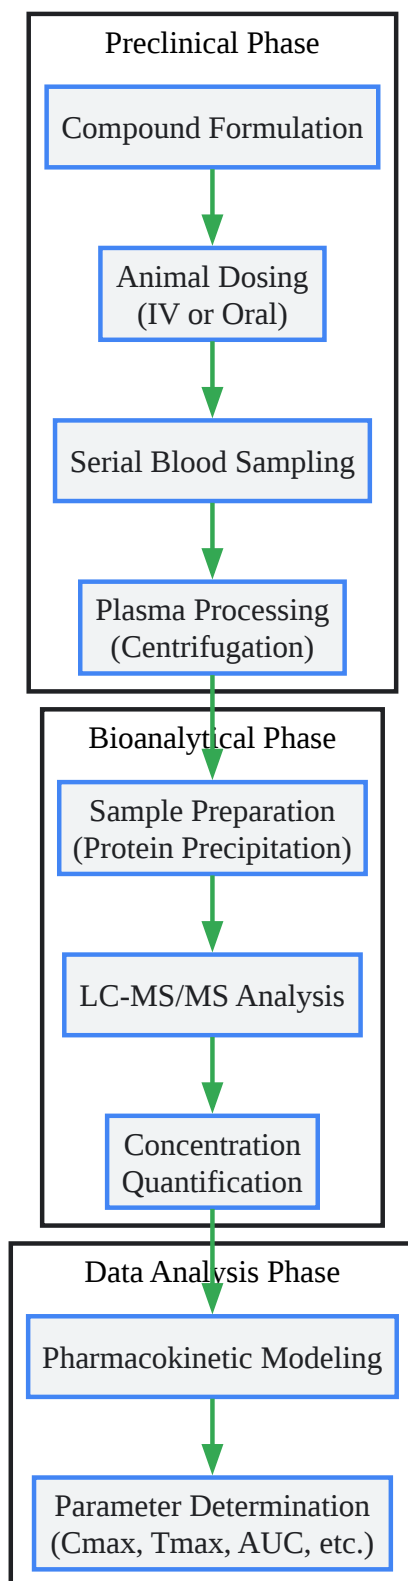 Preclinical Phase
Compound Formulation
Animal Dosing
(IV or Oral)
Serial Blood Sampling
Plasma Processing
(Centrifugation)
Bioanalytical Phase
Sample Preparation
(Protein Precipitation)
LC-MS/MS Analysis
Concentration
Quantification
Data Analysis Phase
Pharmacokinetic Modeling
Parameter Determination
(Cmax, Tmax, AUC, etc.)